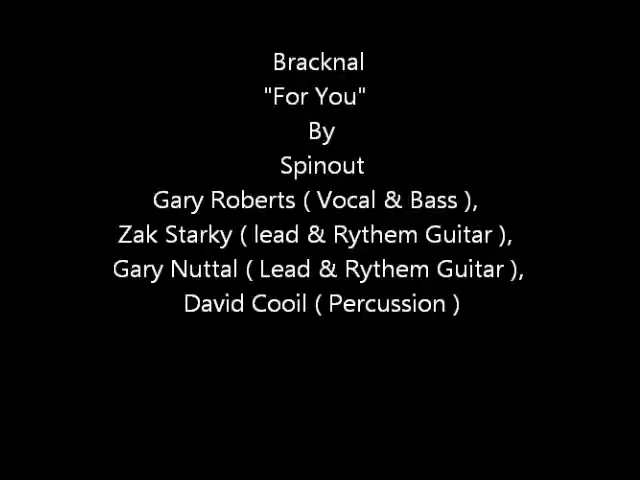 Bracknal
"For You"
By
Spinout
Gary Roberts ( Vocal & Bass ),
Zak Starky ( lead & Rythem Guitar ),
Gary Nuttal ( Lead & Rythem Guitar ),
David Cooil ( Percussion )